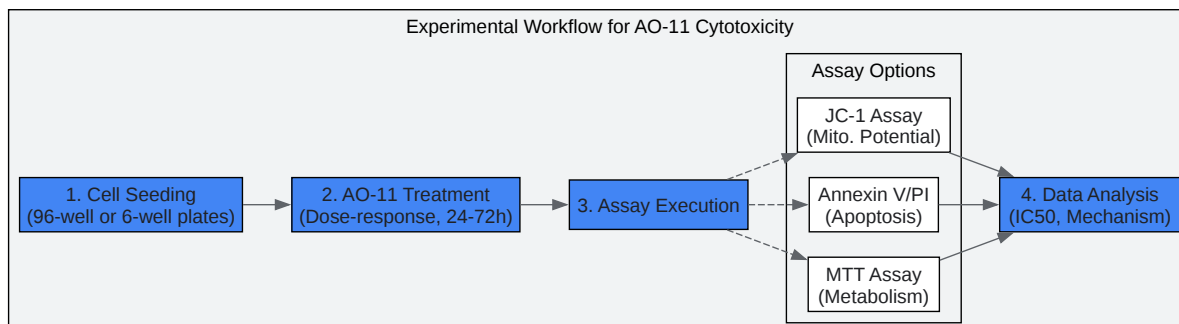 Experimental Workflow for AO-11 Cytotoxicity
Assay Options
JC-1 Assay
(Mito. Potential)
1. Cell Seeding
(96-well or 6-well plates)
2. AO-11 Treatment
(Dose-response, 24-72h)
3. Assay Execution
Annexin V/PI
(Apoptosis)
4. Data Analysis
(IC50, Mechanism)
MTT Assay
(Metabolism)